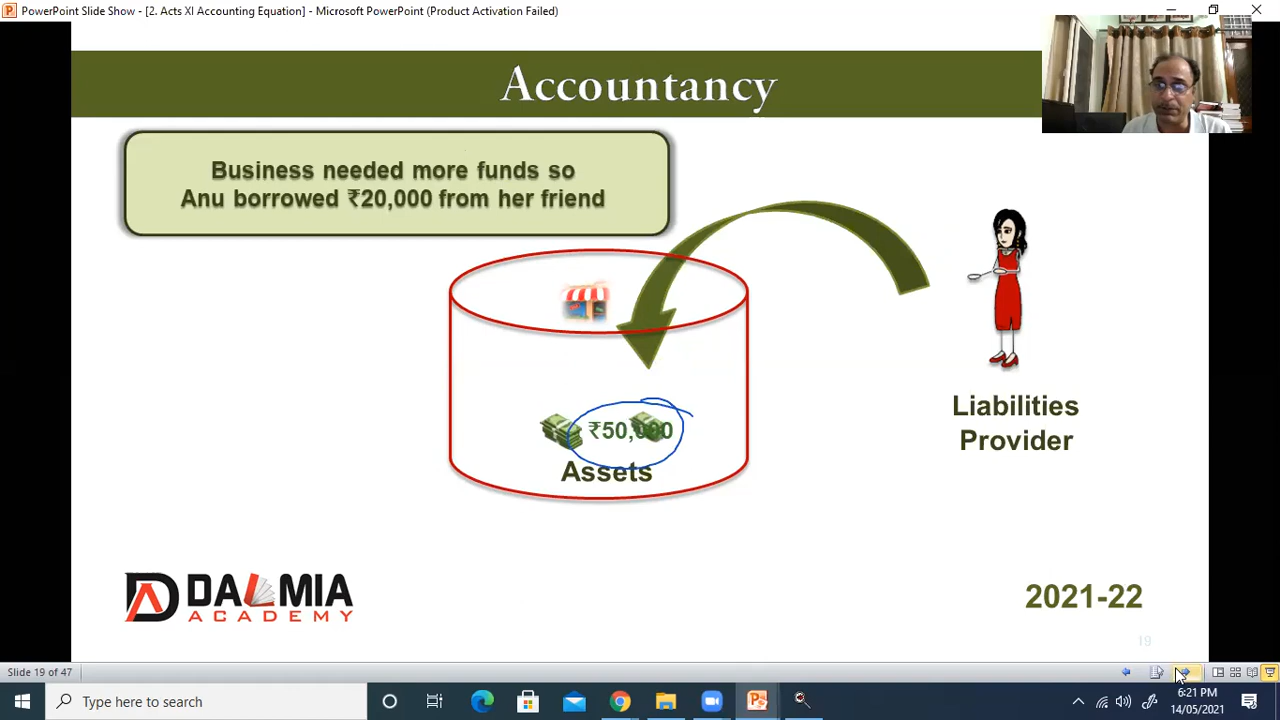 PowerPoint Slide Show - [2. Acts XI Accounting Equation] - Microsoft PowerPoint (Product Activation Failed)
Accountancy
Business needed more funds so
Anu borrowed ₹20,000 from her friend
₹50,000
Assets
Liabilities
Provider
DALMIA
ACADEMY
2021-22
19
Slide 19 of 47
Type here to search
6:21 PM
14/05/2021